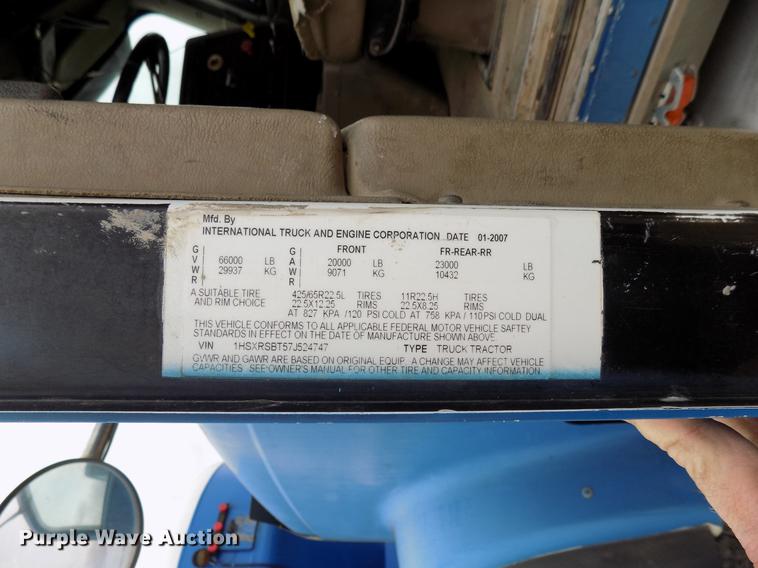 Mfd. By
INTERNATIONAL TRUCK AND ENGINE CORPORATION DATE 01-2007
G G FRONT FR-REAR-RR
V 66000 LB A 20000 LB 23000 LB
W 29937 KG W 9071 KG 10432 KG
R R
A SUITABLE TIRE 425/65R22.5L TIRES 11R22.5H TIRES
AND RIM CHOICE 22.5X12.25 RIMS 22.5X8.25 RIMS
AT 827 KPA /120 PSI COLD AT 758 KPA / 110PSI COLD DUAL
THIS VEHICLE CONFORMS TO ALL APPLICABLE FEDERAL MOTOR VEHICLE SAFTEY
STANDARDS IN EFFECT ON THE DATE OF MANUFACTURE SHOWN ABOVE.
VIN 1HSXRSBT57J524747 TYPE TRUCK TRACTOR
GVWR AND GAWR ARE BASED ON ORIGINAL EQUIP. A CHANGE MAY AFFECT VEHICLE
CAPACITIES. SEE OWNER'S MANUAL FOR OTHER TIRE AND CAPACITY INFORMATION.
Purple Wave Auction
Purple Wave Auction